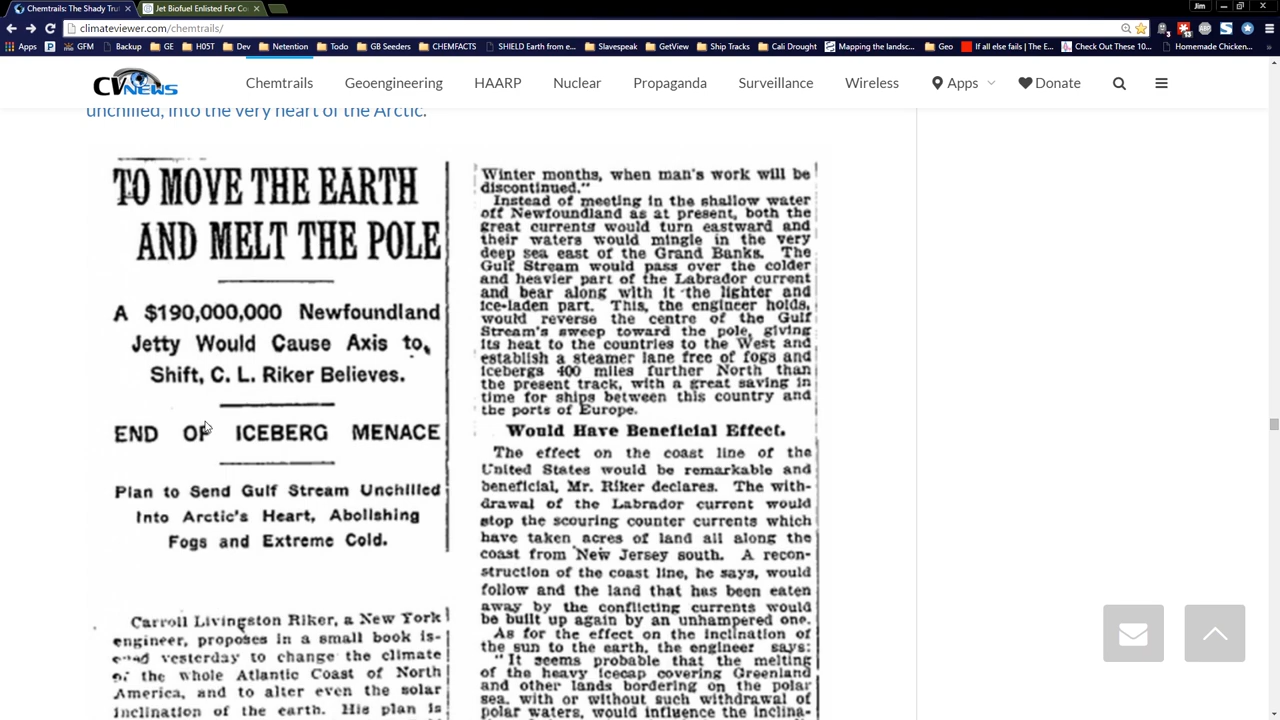 Chemtrails: The Shady Tru
Jet Biofuel Enlisted For Co
Jim
climateviewer.com/chemtrails/
Apps
GFM
Backup
GE
H05T
Dev
Netention
Todo
GB Seeders
CHEMFACTS
SHIELD Earth from e...
Slavespeak
GetView
Ship Tracks
Cali Drought
Mapping the landsc...
Geo
If all else fails | The E...
Check Out These 10...
Homemade Chicken...
CV NEWS
Chemtrails
Geoengineering
HAARP
Nuclear
Propaganda
Surveillance
Wireless
Apps
Donate
unchilled, into the very heart of the Arctic.
TO MOVE THE EARTH
AND MELT THE POLE
A $190,000,000 Newfoundland
Jetty Would Cause Axis to
Shift, C. L. Riker Believes.
END OF ICEBERG MENACE
Plan to Send Gulf Stream Unchilled
Into Arctic's Heart, Abolishing
Fogs and Extreme Cold.
Carroll Livingston Riker, a New York
engineer, proposes in a small book is-
yesterday to change the climate
of the whole Atlantic Coast of North
America, and to alter even the solar
inclination of the earth. His plan is
Winter months, when man's work will be
discontinued."
Instead of meeting in the shallow water
off Newfoundland as at present, both the
great currents would turn eastward and
their waters would mingle in the very
deep sea east of the Grand Banks. The
Gulf Stream would pass over the colder
and heavier part of the Labrador current
and bear along with it the lighter and
ice-laden part. This, the engineer holds,
would reverse the centre of the Gulf
Stream's sweep toward the pole, giving
its heat to the countries to the West and
establish a steamer lane free of fogs and
icebergs 400 miles further North than
the present track, with a great saving in
time for ships between this country and
the ports of Europe.
Would Have Beneficial Effect.
The effect on the coast line of the
United States would be remarkable and
beneficial, Mr. Riker declares. The with-
drawal of the Labrador current would
stop the scouring counter currents which
have taken acres of land all along the
coast from New Jersey south. A recon-
struction of the coast line, he says, would
follow and the land that has been eaten
away by the conflicting currents would
be built up again by an unhampered one.
As for the effect on the inclination of
the sun to the earth, the engineer says:
"It seems probable that the melting
of the heavy icecap covering Greenland
and other lands bordering on the polar
sea, with or without such withdrawal of
polar waters, would influence the inclina-